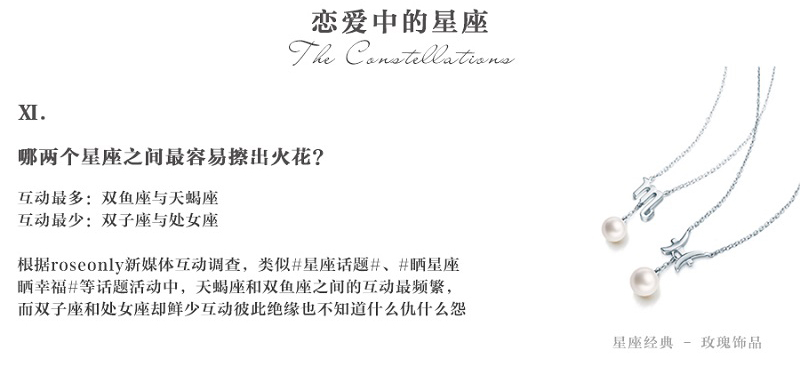 恋爱中的星座
The Constellations
XI.
哪两个星座之间最容易擦出火花？
互动最多：双鱼座与天蝎座
互动最少：双子座与处女座
根据roseonly新媒体互动调查，类似#星座话题#、#晒星座
晒幸福#等话题活动中，天蝎座和双鱼座之间的互动最频繁，
而双子座和处女座却鲜少互动彼此绝缘也不知道什么仇什么怨
星座经典 - 玫瑰饰品